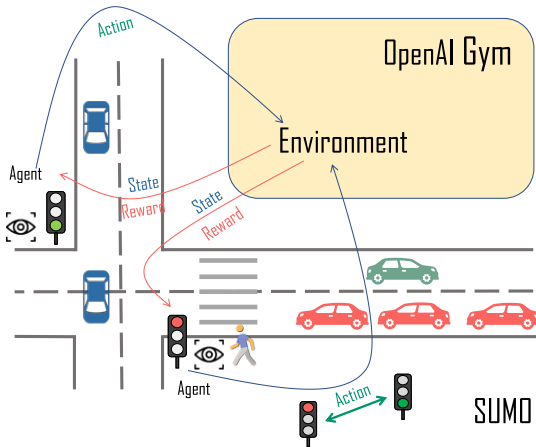 Action
OpenAI Gym
Environment
Agent
State
Reward
State
Reward
Agent
Action
SUMO